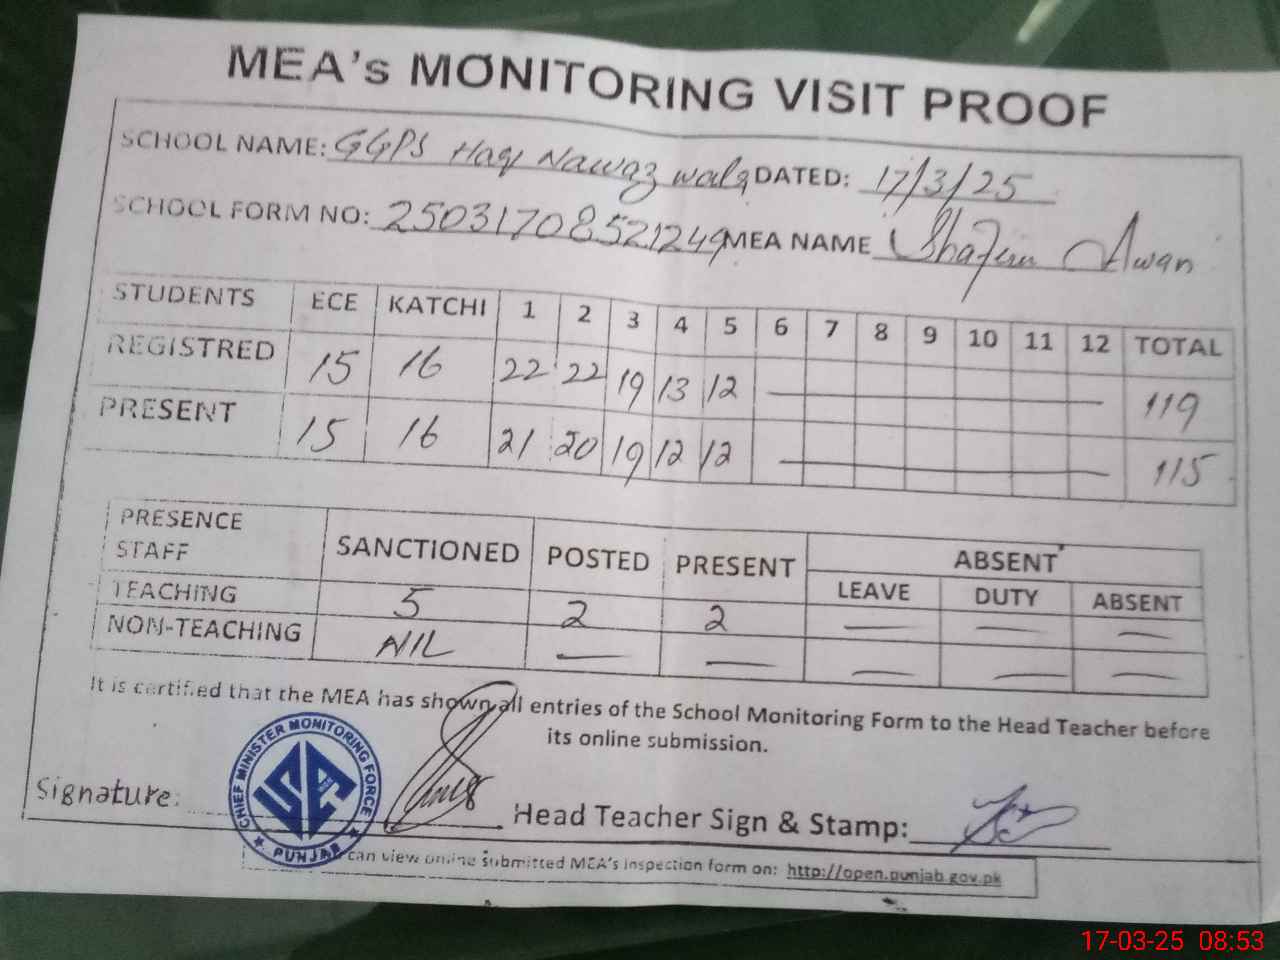 MEA's MONITORING VISIT PROOF
SCHOOL NAME: GGPS Haq Nawaz wala DATED: 17/3/25
SCHOOL FORM NO: 250317085212 49 MEA NAME Awan
STUDENTS ECE KATCHI 1 2 3 4 5 6 7 8 9 10 11 12 TOTAL
REGISTRED 15 16 22 22 19 13 12 — 119
PRESENT 15 16 21 20 19 12 12 — 115
PRESENCE STAFF SANCTIONED POSTED PRESENT ABSENT
LEAVE DUTY ABSENT
TEACHING 5 2 2 — — —
NON-TEACHING NIL — — — — —
It is certified that the MEA has shown all entries of the School Monitoring Form to the Head Teacher before
its online submission.
CHIEF MINISTER MONITORING FORCE
PUNJAB
Signature: Head Teacher Sign & Stamp:
can view online submitted MEA's inspection form on: http://open.punjab.gov.pk
17-03-25 08:53